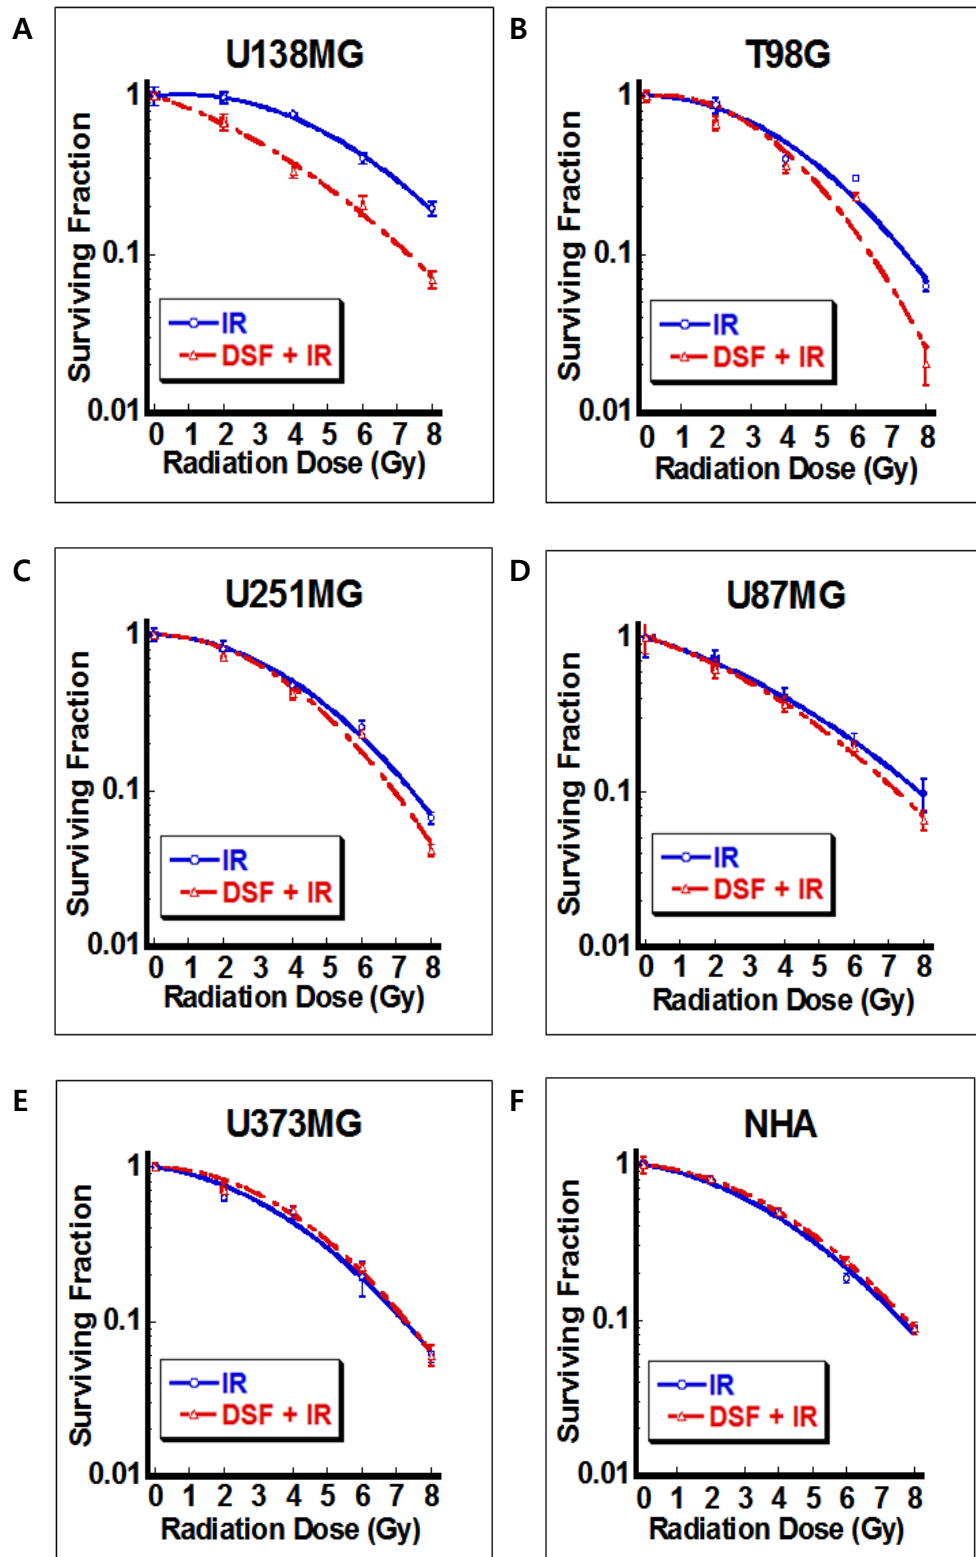 A
U138MG
Surviving Fraction
1
0.1
0.01
IR
DSF + IR
0 1 2 3 4 5 6 7 8
Radiation Dose (Gy)
B
T98G
Surviving Fraction
1
0.1
0.01
IR
DSF + IR
0 1 2 3 4 5 6 7 8
Radiation Dose (Gy)
C
U251MG
Surviving Fraction
1
0.1
0.01
IR
DSF + IR
0 1 2 3 4 5 6 7 8
Radiation Dose (Gy)
D
U87MG
Surviving Fraction
1
0.1
0.01
IR
DSF + IR
0 1 2 3 4 5 6 7 8
Radiation Dose (Gy)
E
U373MG
Surviving Fraction
1
0.1
0.01
IR
DSF + IR
0 1 2 3 4 5 6 7 8
Radiation Dose (Gy)
F
NHA
Surviving Fraction
1
0.1
0.01
IR
DSF + IR
0 1 2 3 4 5 6 7 8
Radiation Dose (Gy)